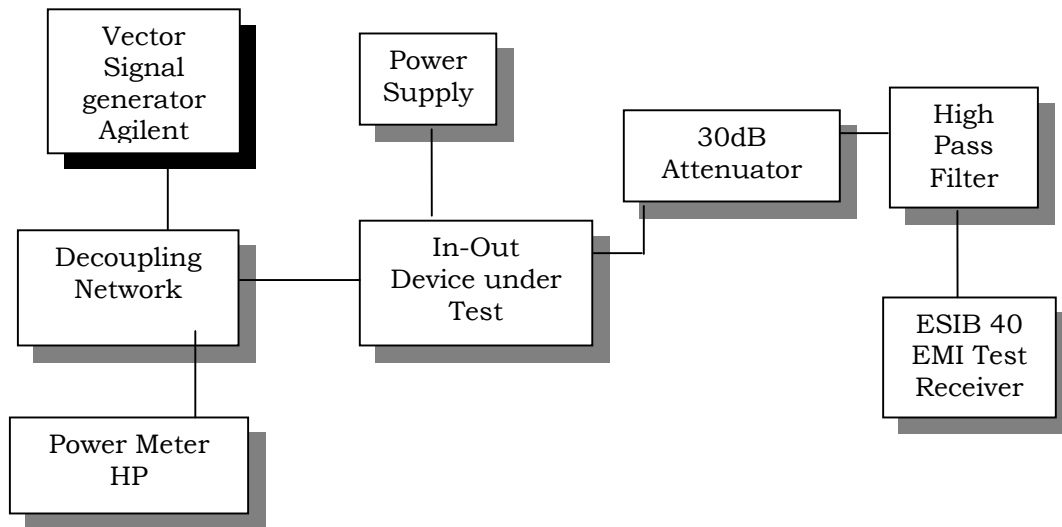 Vector
Signal
generator
Agilent
Power
Supply
30dB
Attenuator
High
Pass
Filter
Decoupling
Network
In-Out
Device under
Test
ESIB 40
EMI Test
Receiver
Power Meter
HP